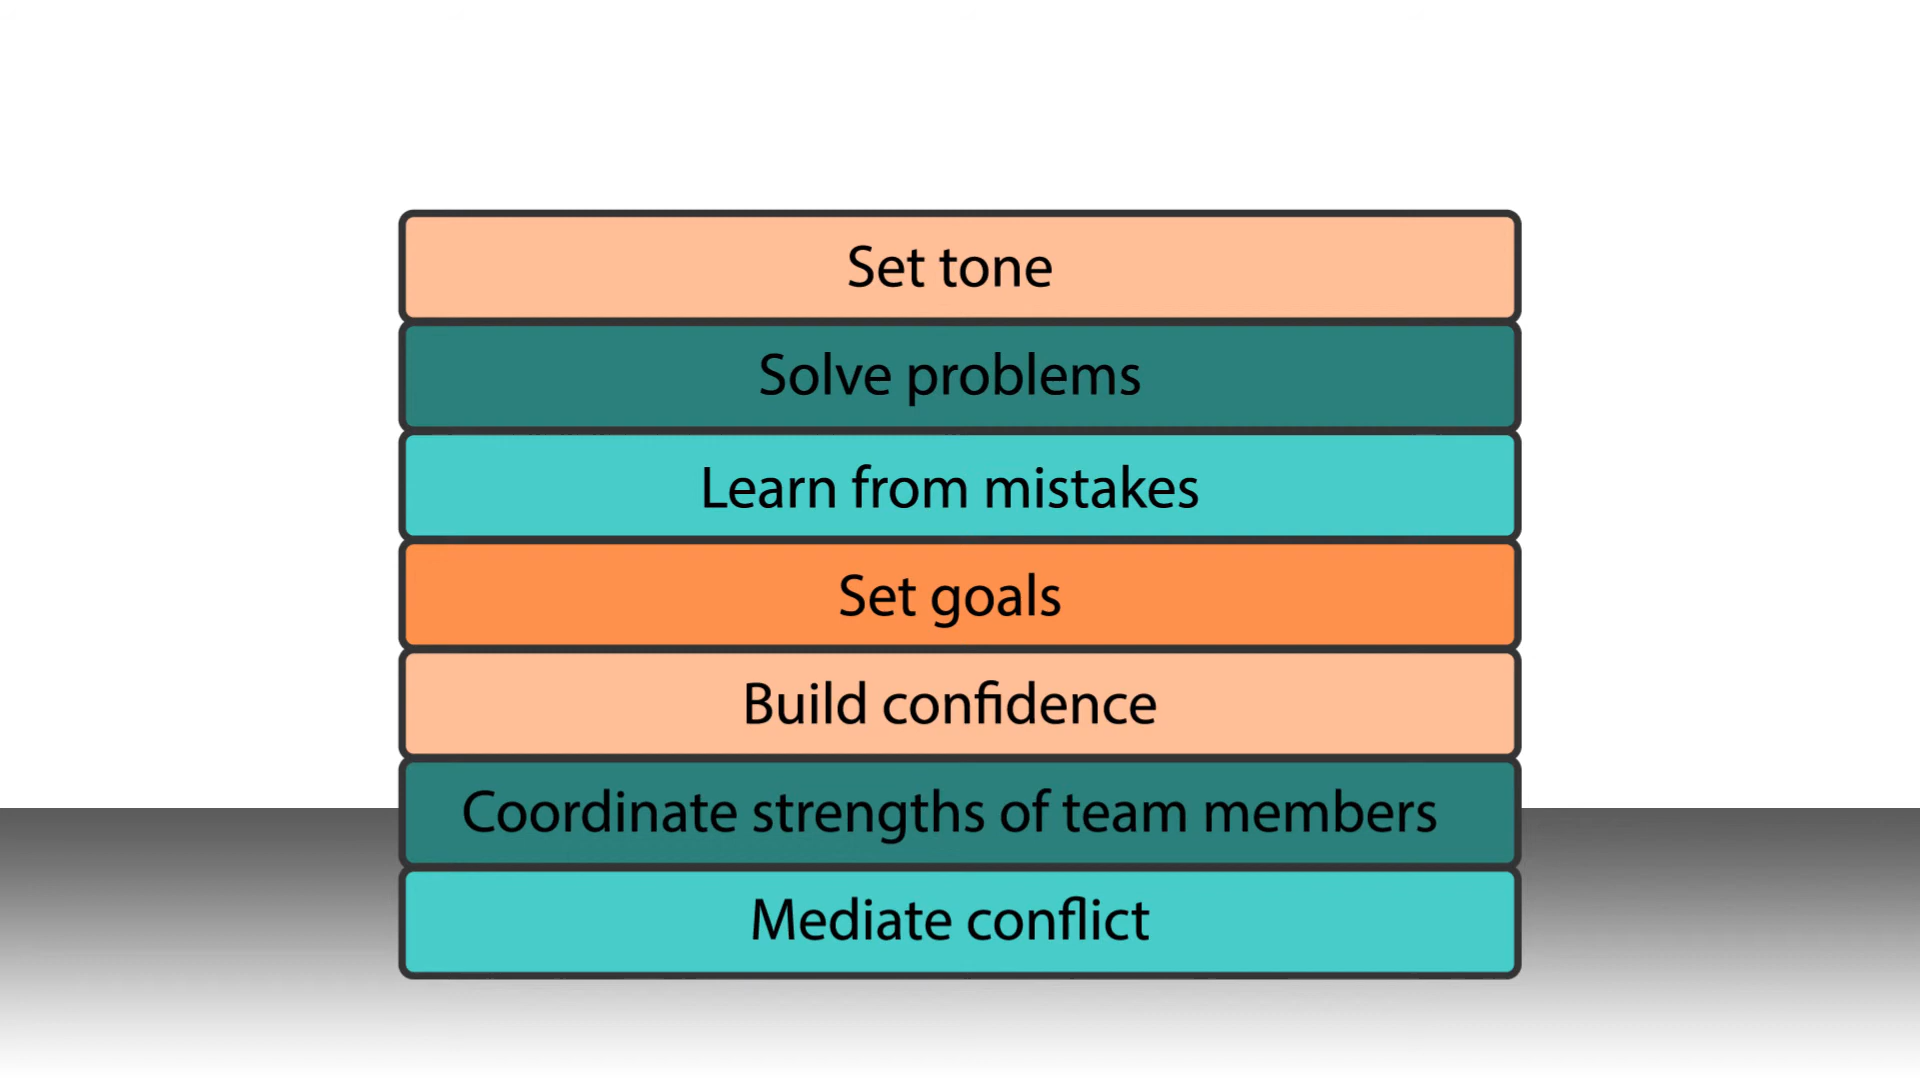 Set tone
Solve problems
Learn from mistakes
Set goals
Build confidence
Coordinate strengths of team members
Mediate conflict